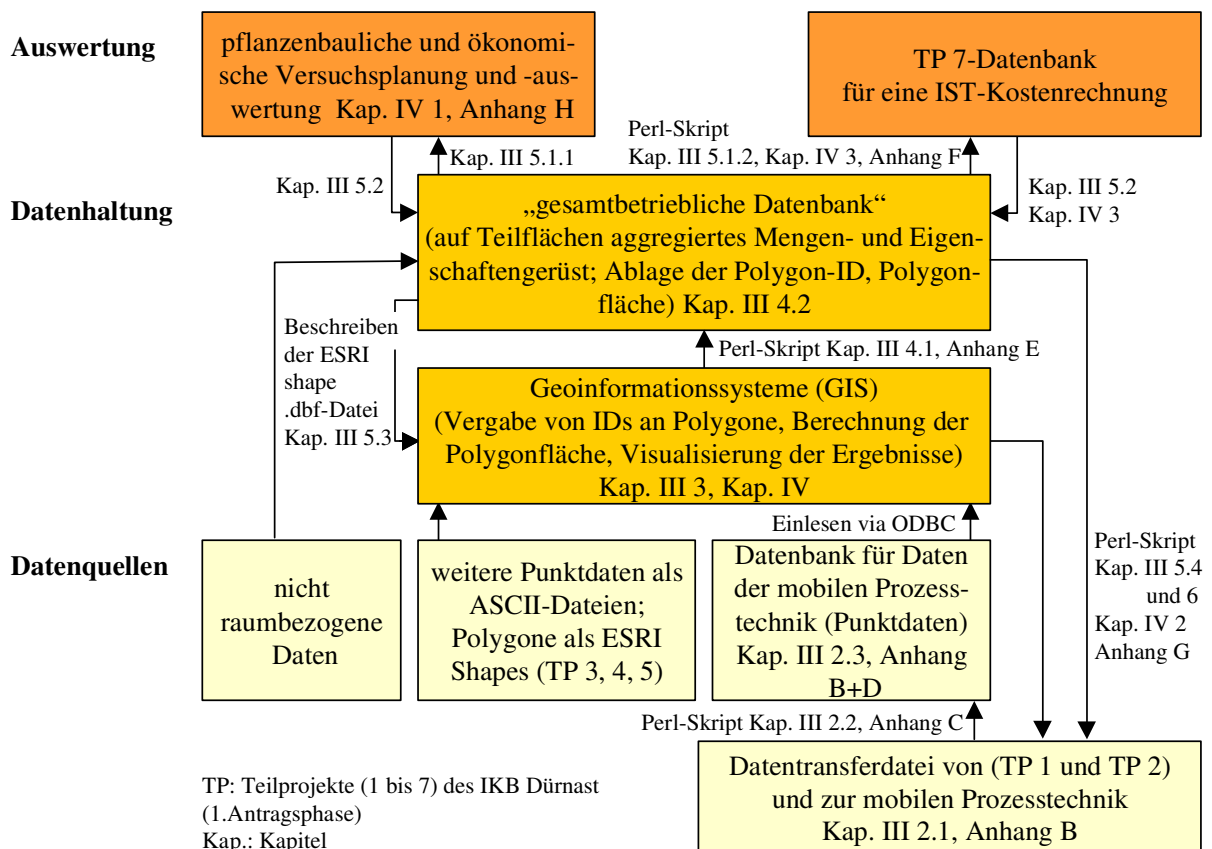 Auswertung
pflanzenbauliche und ökonomi-
sche Versuchsplanung und -aus-
wertung Kap. IV 1, Anhang H
TP 7-Datenbank
für eine IST-Kostenrechnung
Kap. III 5.2
Kap. III 5.1.1
Perl-Skript
Kap. III 5.1.2, Kap. IV 3, Anhang F
Kap. III 5.2
Kap. IV 3
Datenhaltung
„gesamtbetriebliche Datenbank“
(auf Teilflächen aggregiertes Mengen- und Eigen-
schaftengerüst; Ablage der Polygon-ID, Polygon-
fläche) Kap. III 4.2
Beschreiben
der ESRI
shape
.dbf-Datei
Kap. III 5.3
Perl-Skript Kap. III 4.1, Anhang E
Geoinformationssysteme (GIS)
(Vergabe von IDs an Polygone, Berechnung der
Polygonfläche, Visualisierung der Ergebnisse)
Kap. III 3, Kap. IV
Einlesen via ODBC
Datenquellen
nicht
raumbezogene
Daten
weitere Punktdaten als
ASCII-Dateien;
Polygone als ESRI
Shapes (TP 3, 4, 5)
Datenbank für Daten
der mobilen Prozess-
technik (Punktdaten)
Kap. III 2.3, Anhang
B+D
Perl-Skript
Kap. III 5.4
und 6
Kap. IV 2
Anhang G
Perl-Skript Kap. III 2.2, Anhang C
Datentransferdatei von (TP 1 und TP 2)
und zur mobilen Prozesstechnik
Kap. III 2.1, Anhang B
TP: Teilprojekte (1 bis 7) des IKB Dürnast
(1.Antragsphase)
Kap.: Kapitel